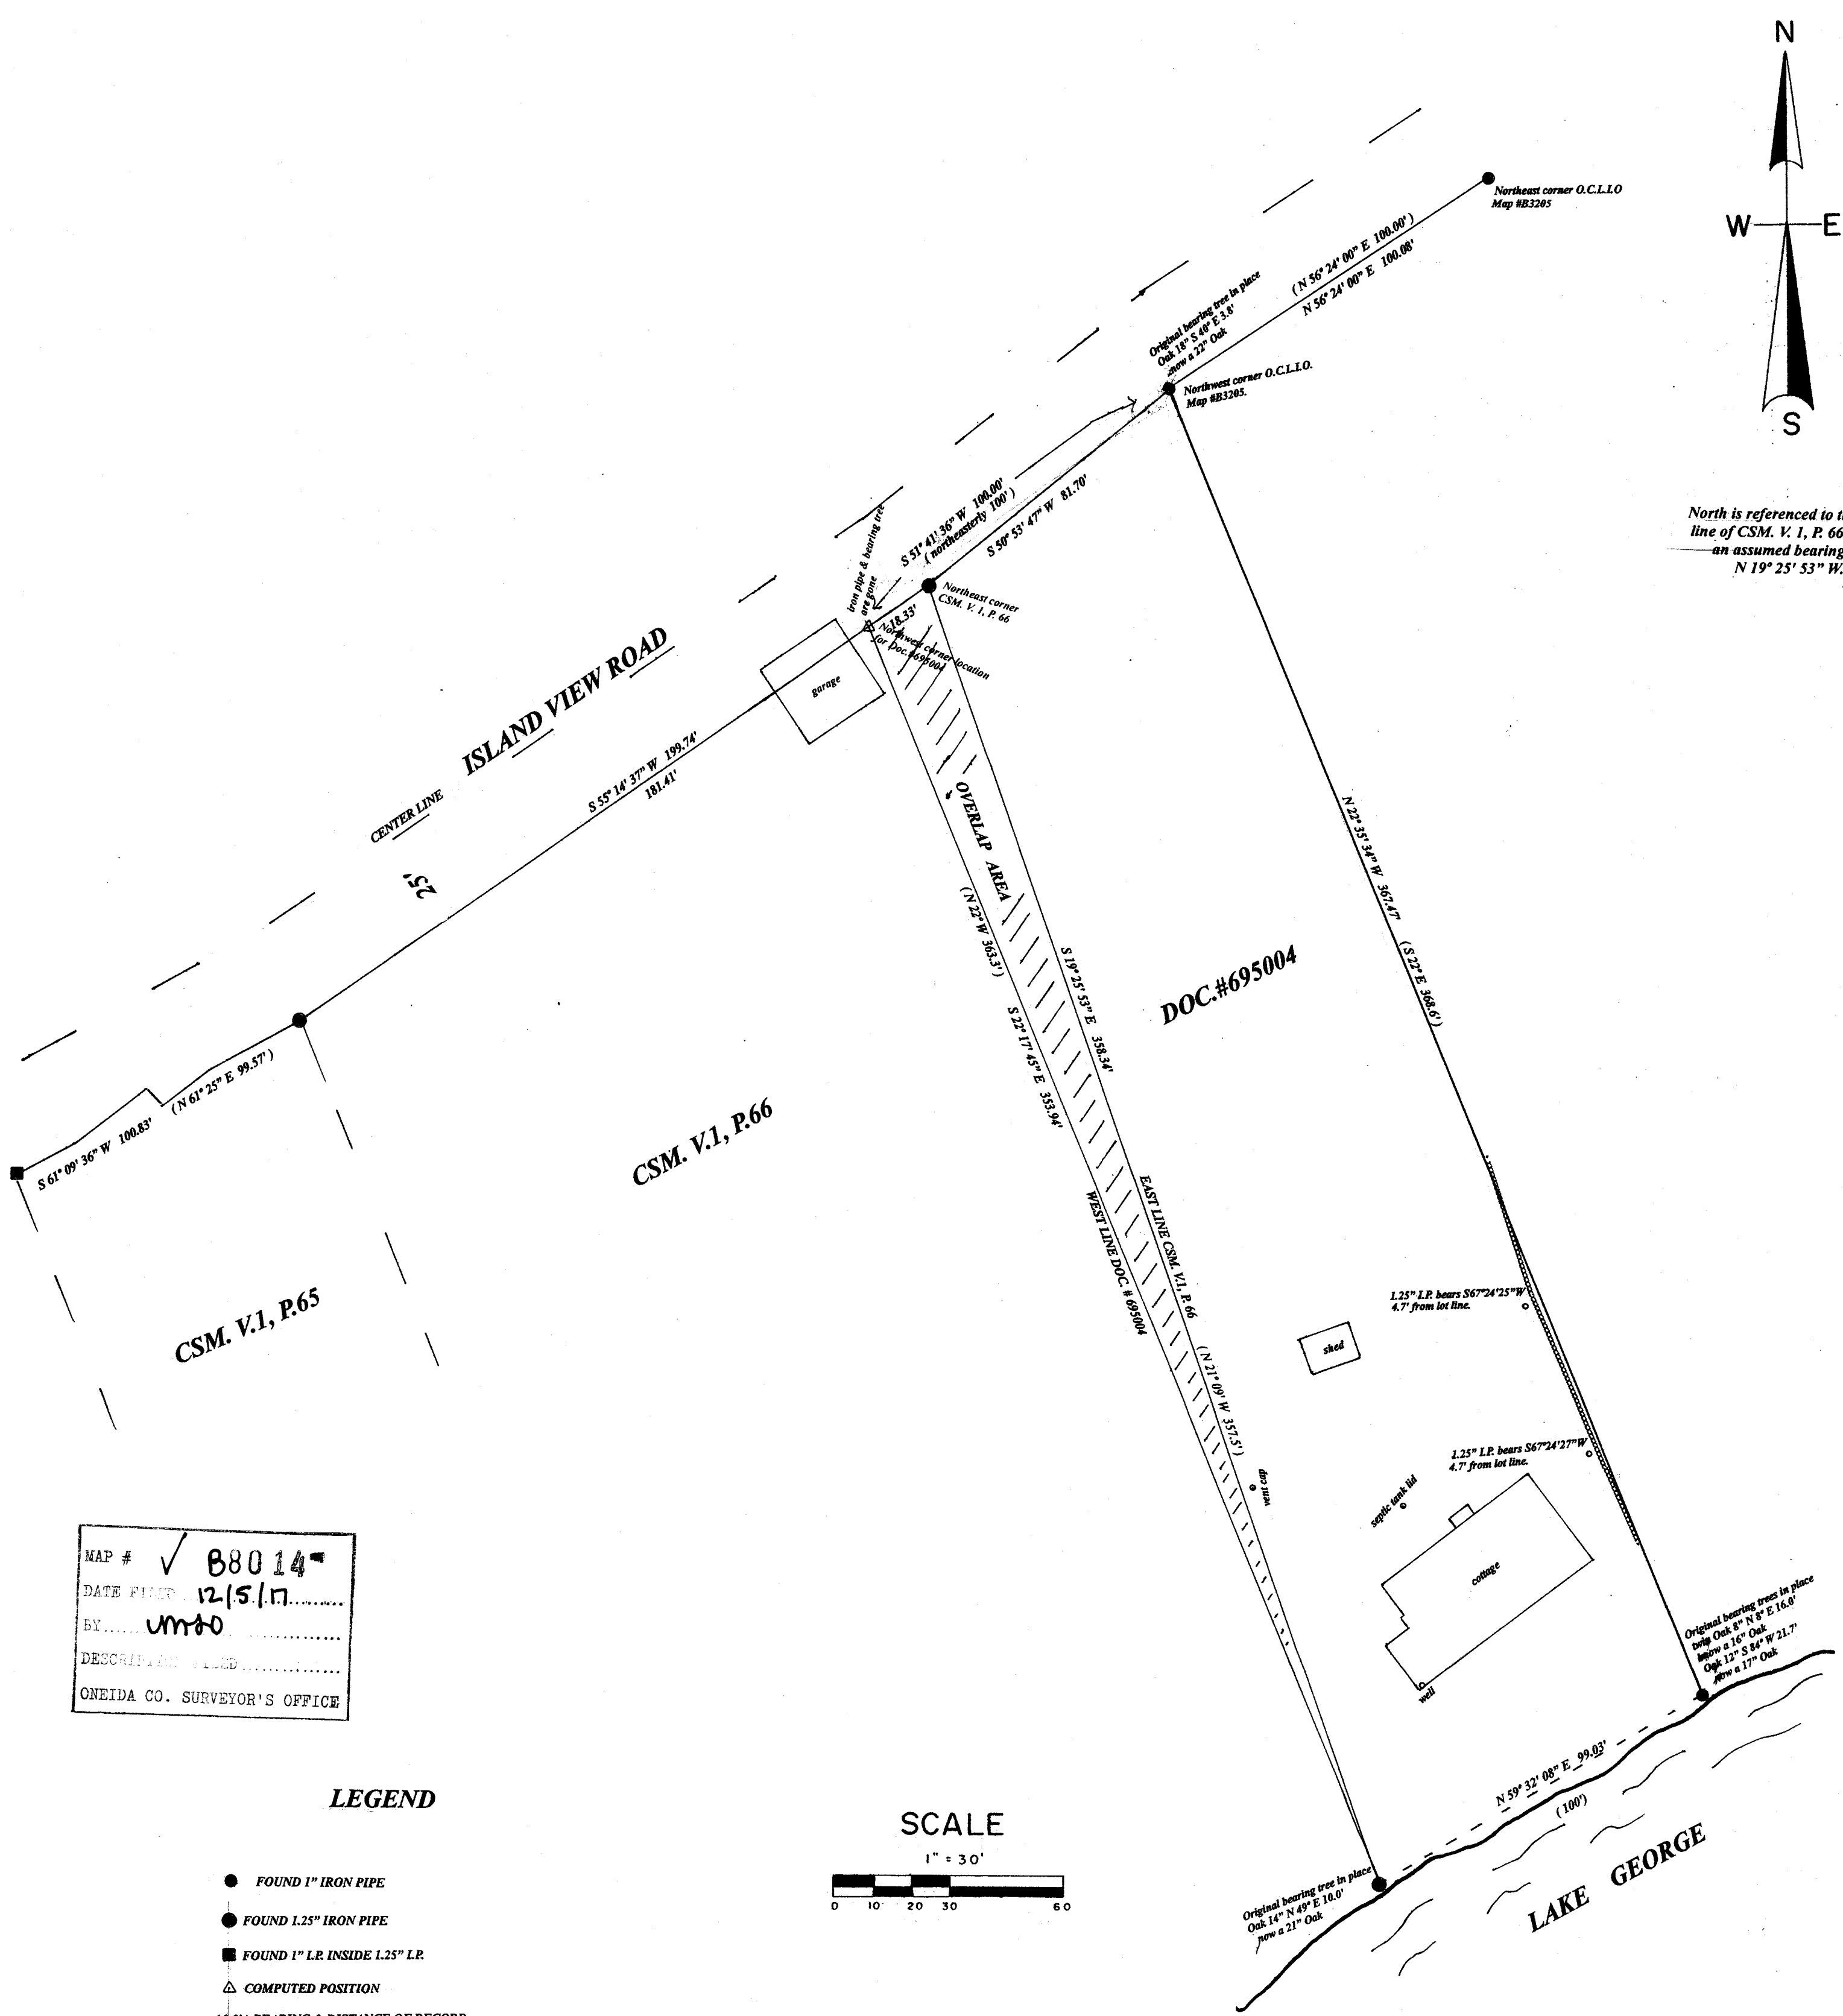 N
W
E
S
Northeast corner O.C.L.I.O
Map #B3205
( N 56° 24' 00" E 100.00' )
N 56° 24' 00" E 100.08'
Original bearing tree in place
Oak 18" S 40° E 3.8'
now a 22" Oak
Northwest corner O.C.L.I.O.
Map #B3205.
North is referenced to
line of CSM. V. 1, P. 66
an assumed bearing
N 19° 25' 53" W.
S 51° 41' 36" W 100.00'
( northeasterly 100' )
S 50° 53' 47" W 81.70'
iron pipe & bearing tree
are gone
Northeast corner
CSM. V. 1, P. 66
18.33'
Northwest corner location
for Doc.#695004
garage
ISLAND VIEW ROAD
CENTER LINE
25'
S 55° 14' 37" W 199.74'
181.41'
OVERLAP AREA
( N 22° W 363.3' )
S 22° 17' 45" E 353.94'
S 19° 25' 53" E 358.34'
N 22° 35' 34" W 367.47'
( S 22° E 368.6' )
DOC.#695004
( N 61° 25" E 99.57' )
S 61° 09' 36" W 100.83'
CSM. V.1, P.66
CSM. V.1, P.65
WEST LINE DOC. # 695004
EAST LINE CSM. V.1, P. 66
( N 21° 09' W 357.5' )
1.25" I.P. bears S67°24'25"W
4.7' from lot line.
shed
1.25" I.P. bears S67°24'27"W
4.7' from lot line.
vent cap
septic tank lid
cottage
well
Original bearing trees in place
twin Oak 8" N 8° E 16.0'
now a 16" Oak
Oak 12" S 84° W 21.7'
now a 17" Oak
N 59° 32' 08" E 99.03'
( 100')
LAKE GEORGE
Original bearing tree in place
Oak 14" N 49° E 10.0'
now a 21" Oak
MAP # ✓ B8014
DATE FILED 12/5/17
BY
DESCRIPTION FILED
ONEIDA CO. SURVEYOR'S OFFICE
LEGEND
FOUND 1" IRON PIPE
FOUND 1.25" IRON PIPE
FOUND 1" I.P. INSIDE 1.25" I.P.
COMPUTED POSITION
BEARING & DISTANCE OF RECORD
SCALE
1" = 30'
0 10 20 30 60